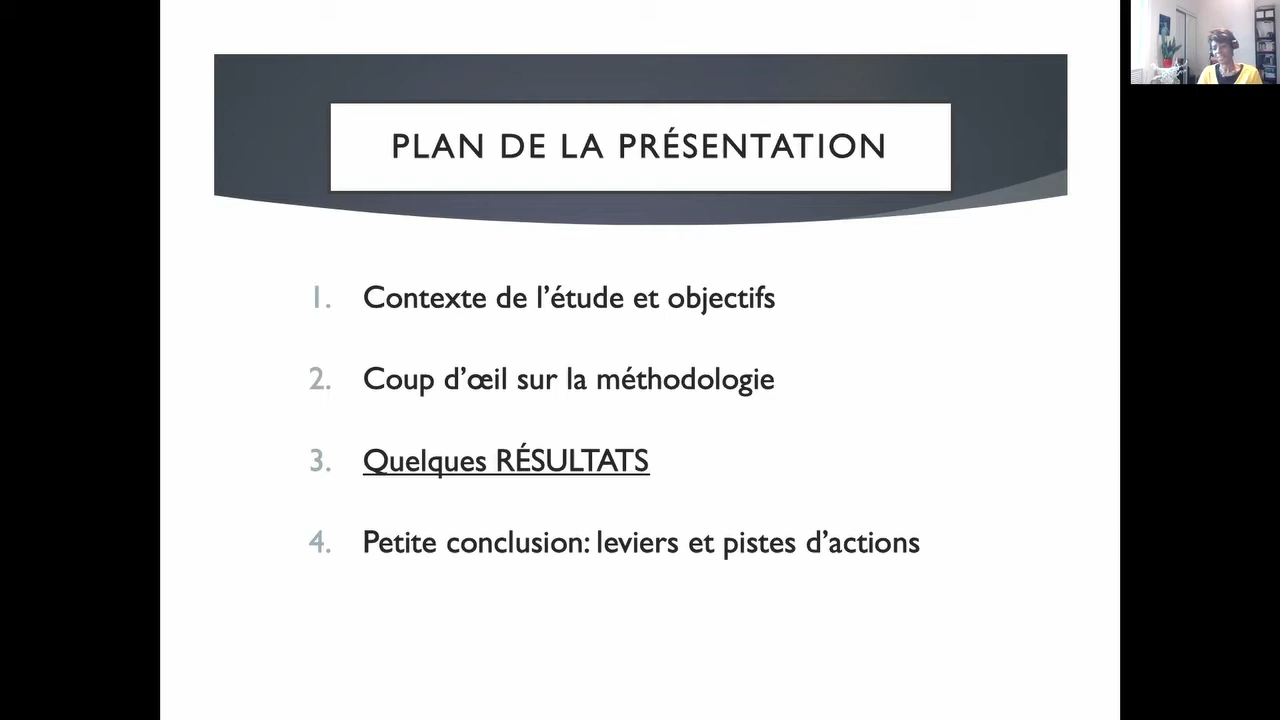 PLAN DE LA PRÉSENTATION
1. Contexte de l’étude et objectifs
2. Coup d’œil sur la méthodologie
3. Quelques RÉSULTATS
4. Petite conclusion: leviers et pistes d’actions